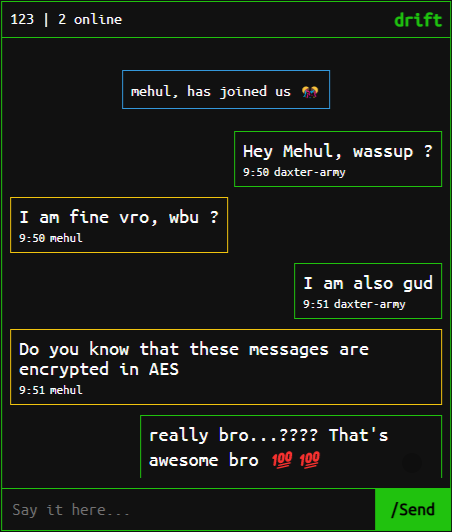 123 | 2 online
drift
mehul, has joined us 🎊
Hey Mehul, wassup ?
9:50 daxter-army
I am fine vro, wbu ?
9:50 mehul
I am also gud
9:51 daxter-army
Do you know that these messages are
encrypted in AES
9:51 mehul
really bro...???? That's
awesome bro 💯 💯
Say it here...
/Send